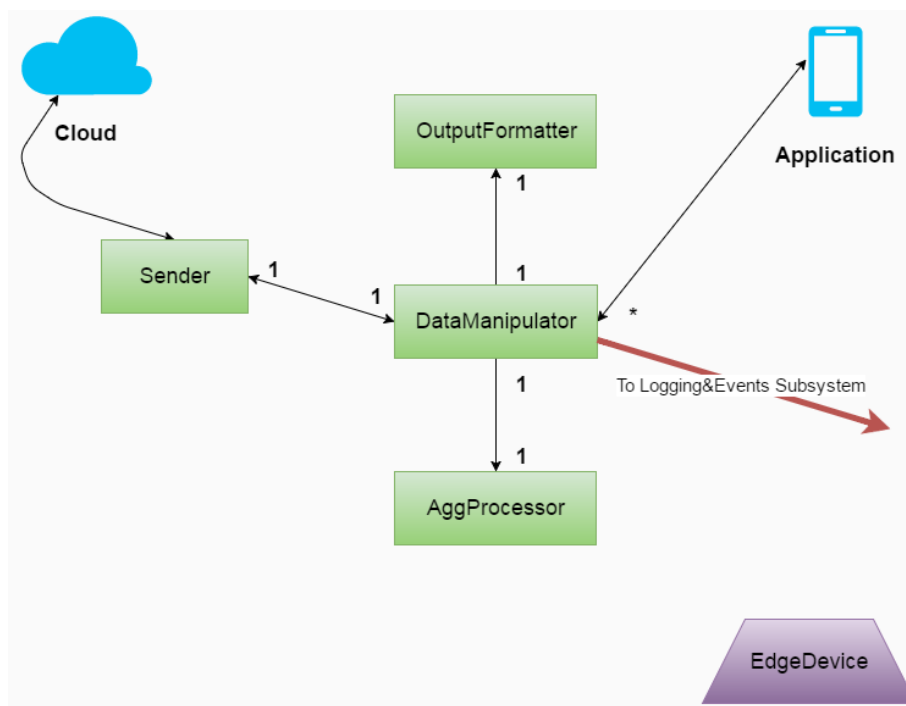 Cloud
OutputFormatter
Application
1
Sender
1
1
1
DataManipulator
*
1
To Logging&Events Subsystem
1
AggProcessor
EdgeDevice